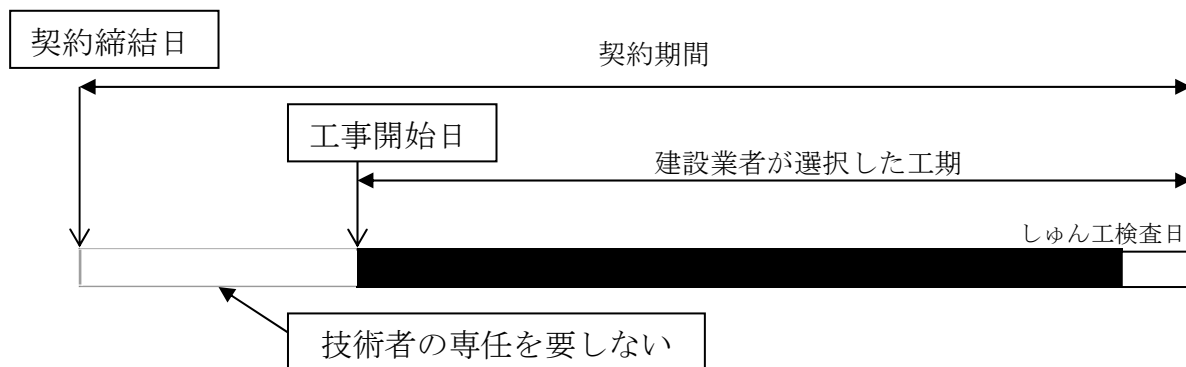 契約締結日
契約期間
工事開始日
建設業者が選択した工期
しゅん工検査日
技術者の専任を要しない